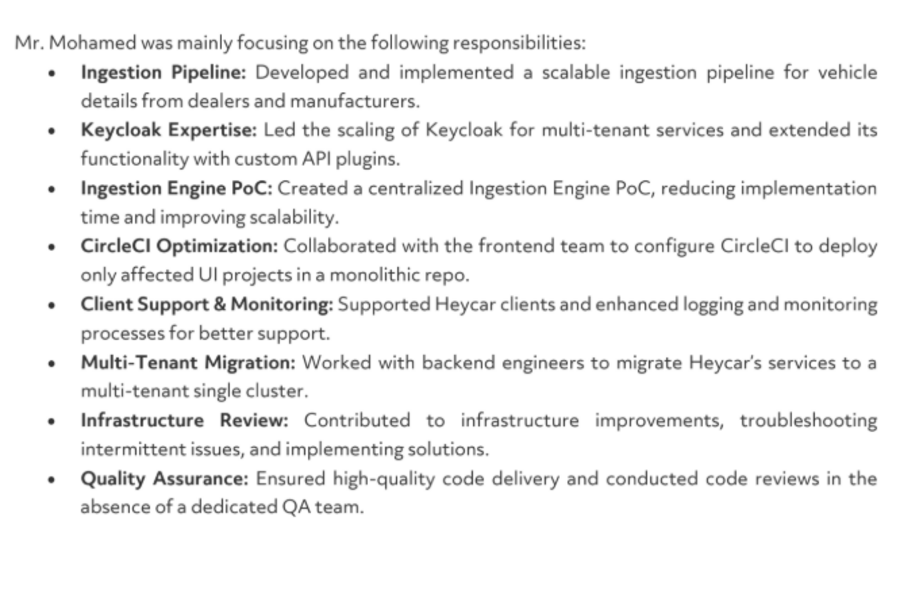 Mr. Mohamed was mainly focusing on the following responsibilities:
• Ingestion Pipeline: Developed and implemented a scalable ingestion pipeline for vehicle
details from dealers and manufacturers.
• Keycloak Expertise: Led the scaling of Keycloak for multi-tenant services and extended its
functionality with custom API plugins.
• Ingestion Engine PoC: Created a centralized Ingestion Engine PoC, reducing implementation
time and improving scalability.
• CircleCI Optimization: Collaborated with the frontend team to configure CircleCI to deploy
only affected UI projects in a monolithic repo.
• Client Support & Monitoring: Supported Heycar clients and enhanced logging and monitoring
processes for better support.
• Multi-Tenant Migration: Worked with backend engineers to migrate Heycar's services to a
multi-tenant single cluster.
• Infrastructure Review: Contributed to infrastructure improvements, troubleshooting
intermittent issues, and implementing solutions.
• Quality Assurance: Ensured high-quality code delivery and conducted code reviews in the
absence of a dedicated QA team.